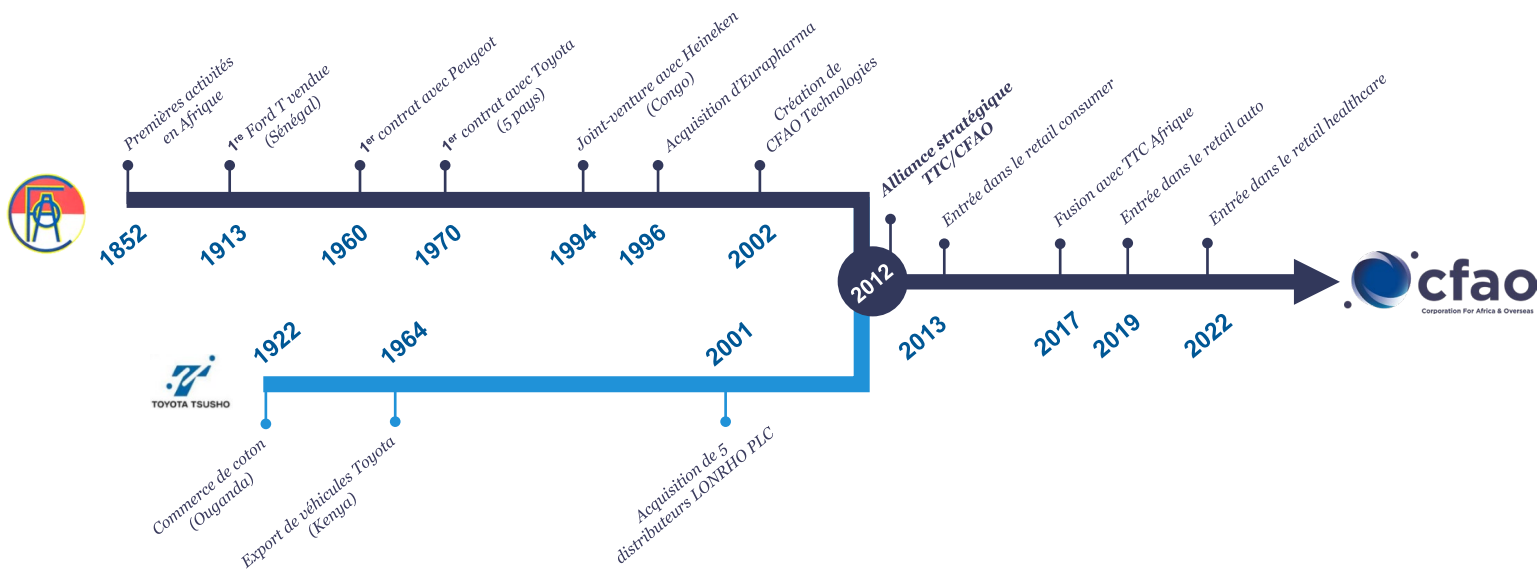 Premières activités
en Afrique
1re Ford T vendue
(Sénégal)
1er contrat avec Peugeot
1er contrat avec Toyota
(5 pays)
Joint-venture avec Heineken
(Congo)
Acquisition d'Eurapharma
Création de
CFAO Technologies
1852
1913
1960
1970
1994
1996
2002
Alliance stratégique
TTC/CFAO
Entrée dans le retail consumer
Fusion avec TTC Afrique
Entrée dans le retail auto
Entrée dans le retail healthcare
2012
2013
2017
2019
2022
cfao
Corporation For Africa & Overseas
1922
1964
2001
TOYOTA TSUSHO
Commerce de coton
(Ouganda)
Export de véhicules Toyota
(Kenya)
Acquisition de 5
distributeurs LONRHO PLC
CFAO